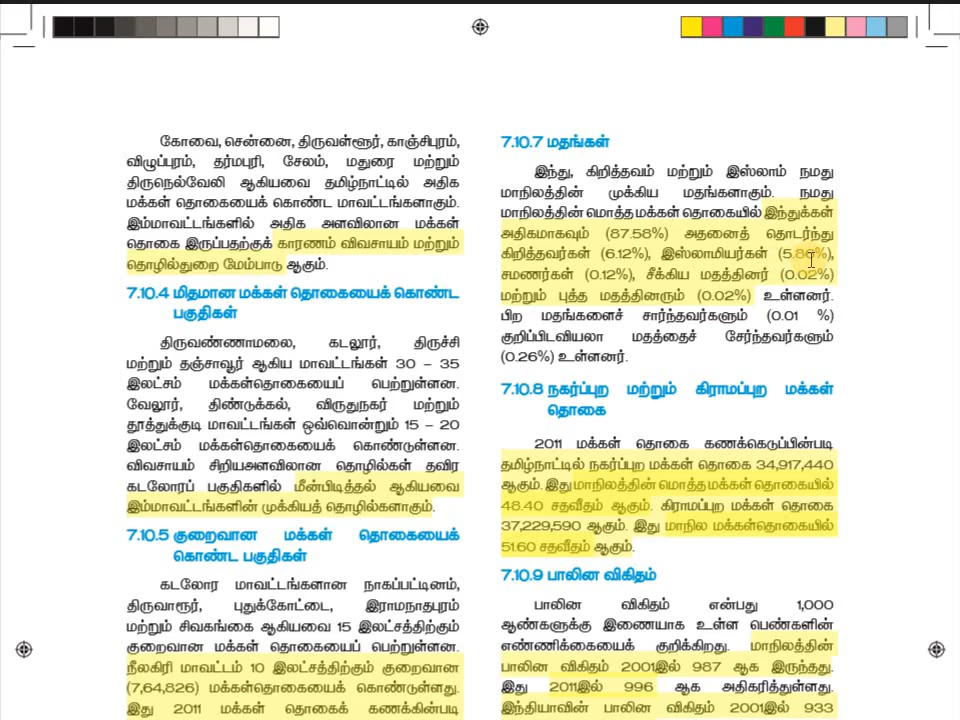 கோவை, சென்னை, திருவள்ளூர், காஞ்சிபுரம்,
விழுப்புரம், தர்மபுரி, சேலம், மதுரை மற்றும்
திருநெல்வேலி ஆகியவை தமிழ்நாட்டில் அதிக
மக்கள் தொகையைக் கொண்ட மாவட்டங்களாகும்.
இம்மாவட்டங்களில் அதிக அளவிலான மக்கள்
தொகை இருப்பதற்குக் காரணம் விவசாயம் மற்றும்
தொழில்துறை மேம்பாடு ஆகும்.
7.10.4 மிதமான மக்கள் தொகையைக் கொண்ட
பகுதிகள்
திருவண்ணாமலை, கடலூர், திருச்சி
மற்றும் தஞ்சாவூர் ஆகிய மாவட்டங்கள் 30 – 35
இலட்சம் மக்கள்தொகையைப் பெற்றுள்ளன.
வேலூர், திண்டுக்கல், விருதுநகர் மற்றும்
தூத்துக்குடி மாவட்டங்கள் ஒவ்வொன்றும் 15 – 20
இலட்சம் மக்கள்தொகையைக் கொண்டுள்ளன.
விவசாயம் சிறியஅளவிலான தொழில்கள் தவிர
கடலோரப் பகுதிகளில் மீன்பிடித்தல் ஆகியவை
இம்மாவட்டங்களின் முக்கியத் தொழில்களாகும்.
7.10.5 குறைவான மக்கள் தொகையைக்
கொண்ட பகுதிகள்
கடலோர மாவட்டங்களான நாகப்பட்டினம்,
திருவாரூர், புதுக்கோட்டை, இராமநாதபுரம்
மற்றும் சிவகங்கை ஆகியவை 15 இலட்சத்திற்கும்
குறைவான மக்கள் தொகையைப் பெற்றுள்ளன.
நீலகிரி மாவட்டம் 10 இலட்சத்திற்கும் குறைவான
(7,64,826) மக்கள்தொகையைக் கொண்டுள்ளது.
இது 2011 மக்கள் தொகைக் கணக்கின்படி
7.10.7 மதங்கள்
இந்து, கிறித்தவம் மற்றும் இஸ்லாம் நமது
மாநிலத்தின் முக்கிய மதங்களாகும். நமது
மாநிலத்தின் மொத்த மக்கள் தொகையில் இந்துக்கள்
அதிகமாகவும் (87.58%) அதனைத் தொடர்ந்து
கிறித்தவர்கள் (6.12%), இஸ்லாமியர்கள் (5.86%),
சமணர்கள் (0.12%), சீக்கிய மதத்தினர் (0.02%)
மற்றும் புத்த மதத்தினரும் (0.02%) உள்ளனர்.
பிற மதங்களைச் சார்ந்தவர்களும் (0.01 %)
குறிப்பிடவியலா மதத்தைச் சேர்ந்தவர்களும்
(0.26%) உள்ளனர்.
7.10.8 நகர்ப்புற மற்றும் கிராமப்புற மக்கள்
தொகை
2011 மக்கள் தொகை கணக்கெடுப்பின்படி
தமிழ்நாட்டில் நகர்ப்புற மக்கள் தொகை 34,917,440
ஆகும். இது மாநிலத்தின் மொத்த மக்கள் தொகையில்
48.40 சதவீதம் ஆகும். கிராமப்புற மக்கள் தொகை
37,229,590 ஆகும். இது மாநில மக்கள்தொகையில்
51.60 சதவீதம் ஆகும்.
7.10.9 பாலின விகிதம்
பாலின விகிதம் என்பது 1,000
ஆண்களுக்கு இணையாக உள்ள பெண்களின்
எண்ணிக்கையைக் குறிக்கிறது. மாநிலத்தின்
பாலின விகிதம் 2001இல் 987 ஆக இருந்தது.
இது 2011இல் 996 ஆக அதிகரித்துள்ளது.
இந்தியாவின் பாலின விகிதம் 2001இல் 933